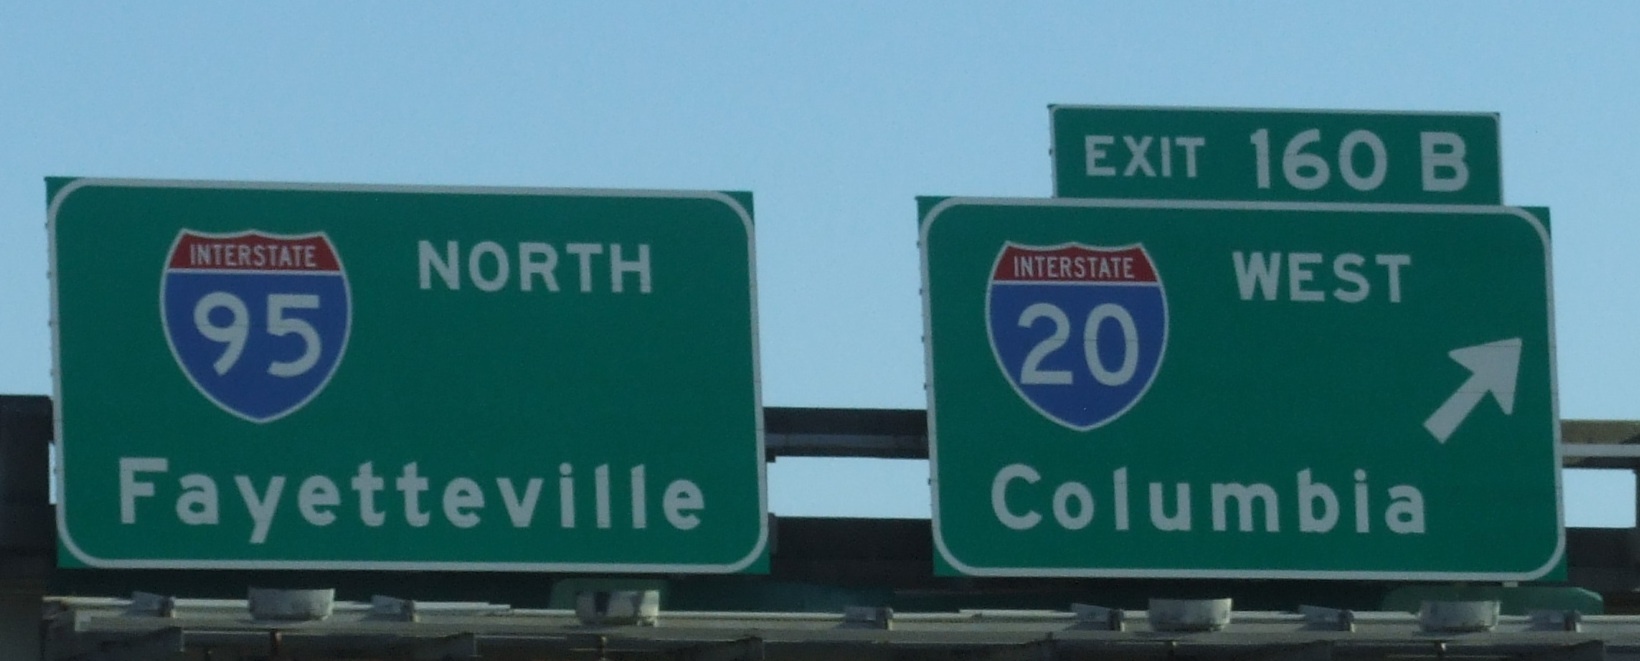 INTERSTATE
95
NORTH
Fayetteville
EXIT 160 B
INTERSTATE
20
WEST
Columbia